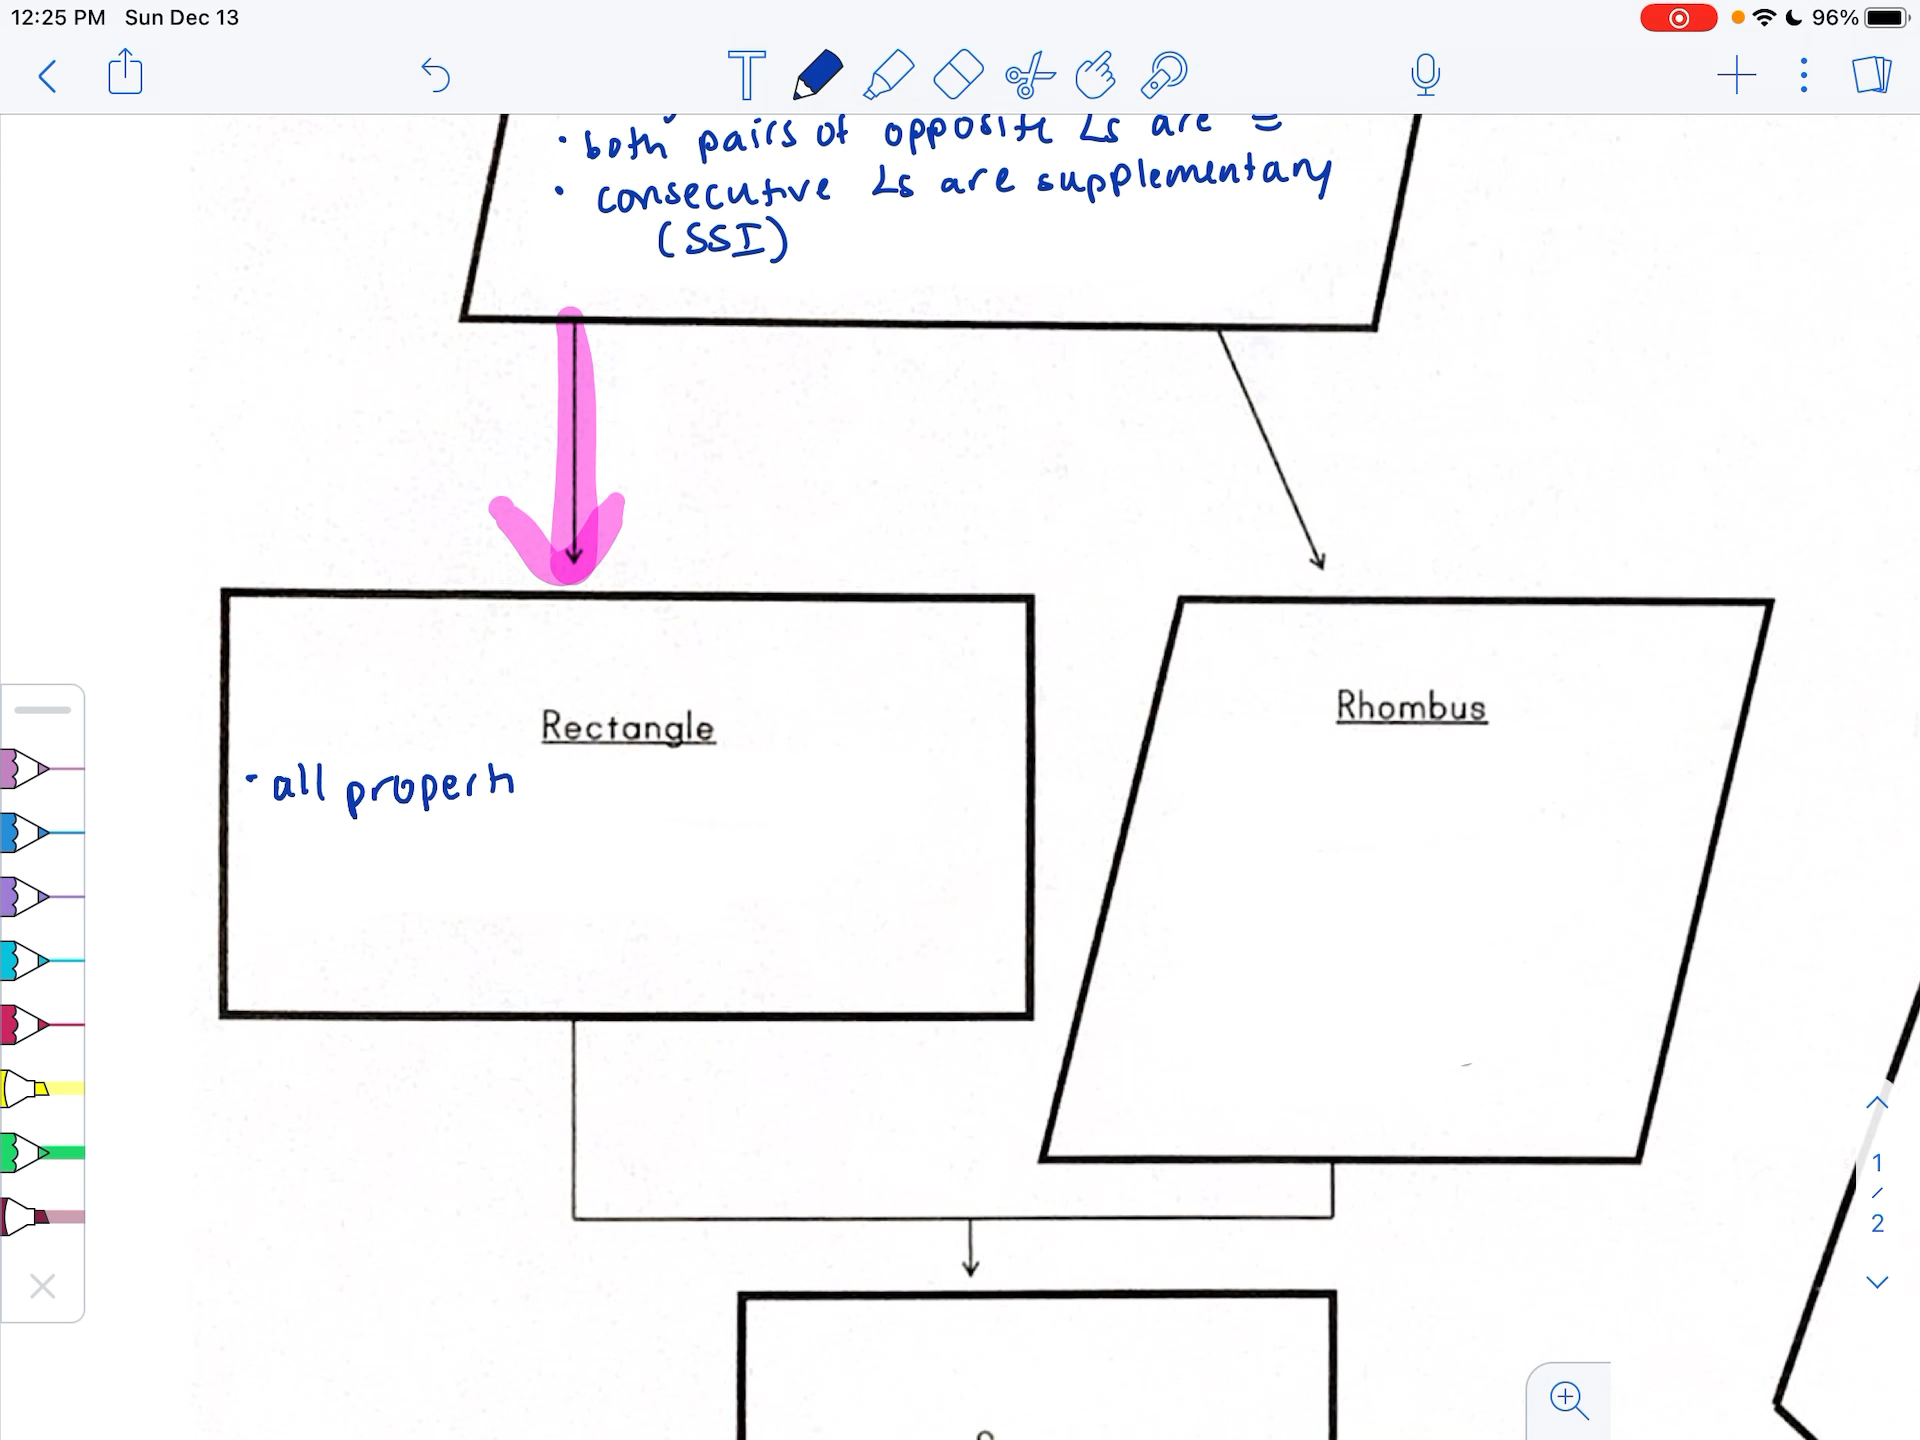 12:25 PM Sun Dec 13
96%
T
• both pairs of opposite ∠s are ≅
• consecutive ∠s are supplementary
(SSI)
Rectangle
Rhombus
• all propert
1
/
2